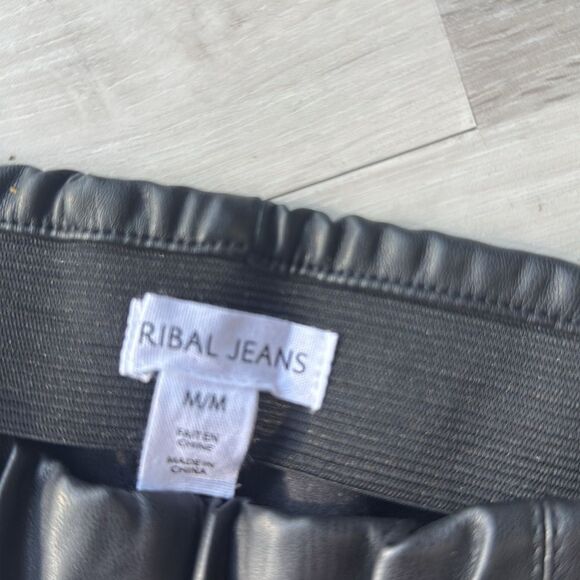 RIBAL JEANS
M/M
FAIT EN
CHINE
MADE IN
CHINA